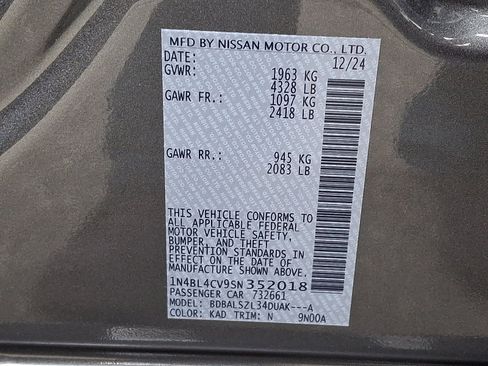 MFD BY NISSAN MOTOR CO., LTD.
DATE: 12/24
GVWR: 1963 KG
4328 LB
GAWR FR.: 1097 KG
2418 LB
GAWR RR.: 945 KG
2083 LB
THIS VEHICLE CONFORMS TO
ALL APPLICABLE FEDERAL
MOTOR VEHICLE SAFETY,
BUMPER, AND THEFT
PREVENTION STANDARDS
IN EFFECT ON THE DATE OF
MANUFACTURE SHOWN ABOVE.
1N4BL4CV9SN352018
PASSENGER CAR 732661
MODEL: BDBALSZL34DUAK---A
COLOR: KAD TRIM: N 9N00A